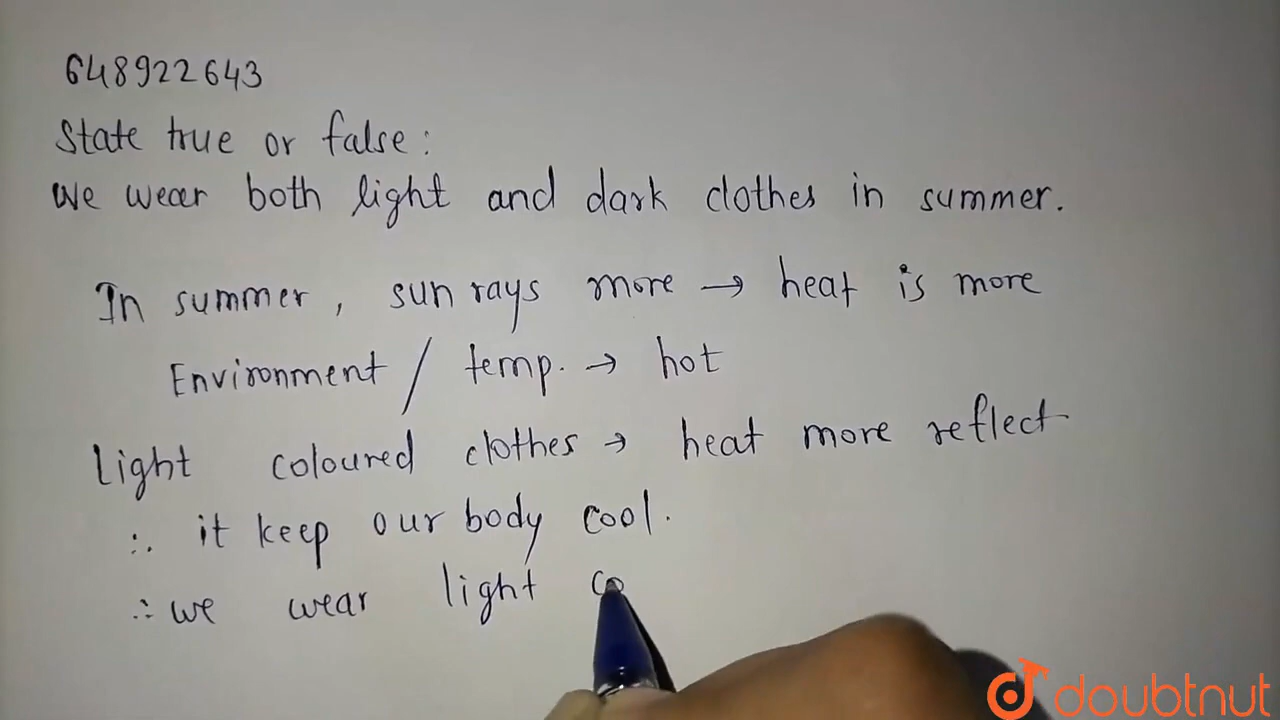 648922643
State true or false:
We wear both light and dark clothes in summer.
In summer, sun rays more → heat is more
Environment / temp. → hot
Light coloured clothes → heat more reflect
∴ it keep our body cool.
∴ we wear light co
doubtnut